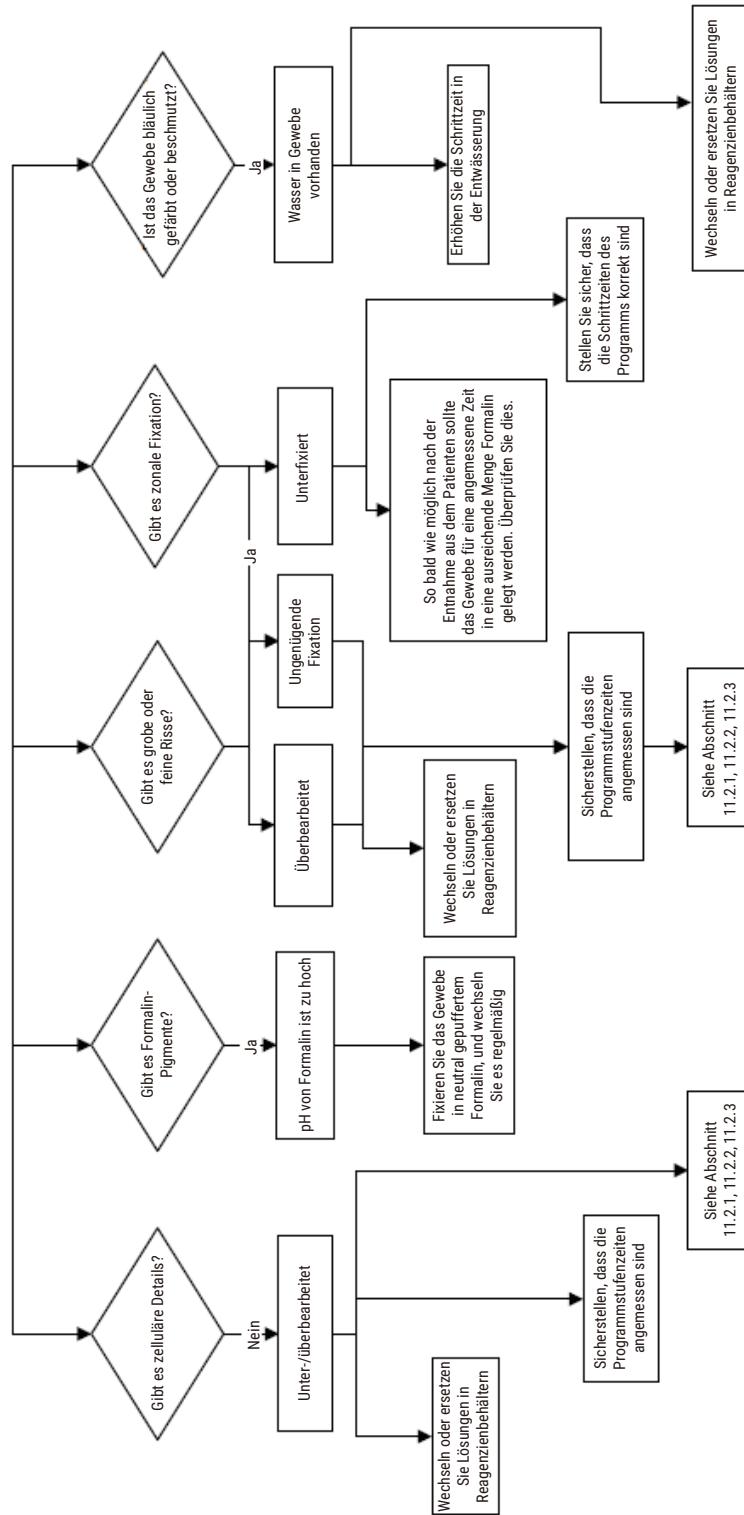 Gibt es zelluläre Details?
Nein
Unter-/überbearbeitet
Wechseln oder ersetzen
Sie Lösungen in
Reagenzienbehältern
Sicherstellen, dass die
Programmstufenzeiten
angemessen sind
Siehe Abschnitt
11.2.1, 11.2.2, 11.2.3
Gibt es Formalin-
Pigmente?
Ja
pH von Formalin ist zu hoch
Fixieren Sie das Gewebe
in neutral gepuffertem
Formalin, und wechseln
Sie es regelmäßig
Gibt es grobe oder
feine Risse?
Überbearbeitet
Ungenügende
Fixation
Wechseln oder ersetzen
Sie Lösungen in
Reagenzienbehältern
Sicherstellen, dass die
Programmstufenzeiten
angemessen sind
Siehe Abschnitt
11.2.1, 11.2.2, 11.2.3
Gibt es zonale Fixation?
Ja
Unterfixiert
So bald wie möglich nach der
Entnahme aus dem Patienten sollte
das Gewebe für eine angemessene Zeit
in eine ausreichende Menge Formalin
gelegt werden. Überprüfen Sie dies.
Stellen Sie sicher, dass
die Schrittzeiten des
Programms korrekt sind
Ist das Gewebe bläulich
gefärbt oder beschmutzt?
Ja
Wasser in Gewebe
vorhanden
Erhöhen Sie die Schrittzeit in
der Entwässerung
Wechseln oder ersetzen Sie Lösungen
in Reagenzienbehältern